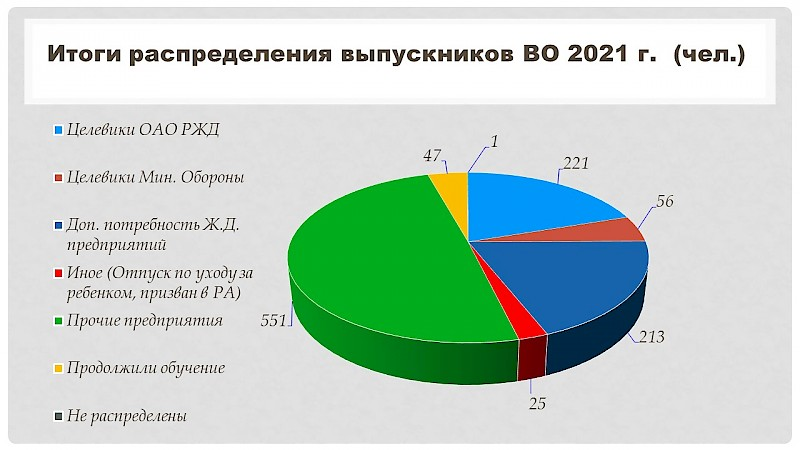 Итоги распределения выпускников ВО 2021 г. (чел.)
Целевики ОАО РЖД
Целевики Мин. Обороны
Доп. потребность Ж.Д.
предприятий
Иное (Отпуск по уходу за
ребенком, призван в РА)
Прочие предприятия
Продолжили обучение
Не распределены
1
47
221
56
551
213
25